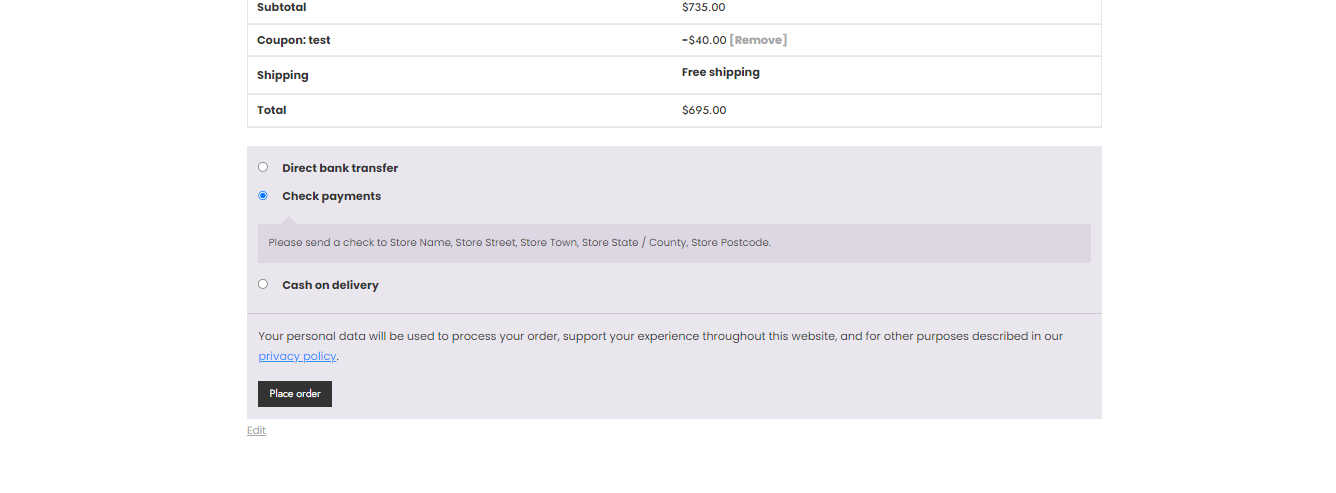 Subtotal $735.00
Coupon: test -$40.00 [Remove]
Shipping Free shipping
Total $695.00
Direct bank transfer
Check payments
Please send a check to Store Name, Store Street, Store Town, Store State / County, Store Postcode.
Cash on delivery
Your personal data will be used to process your order, support your experience throughout this website, and for other purposes described in our
privacy policy.
Place order
Edit